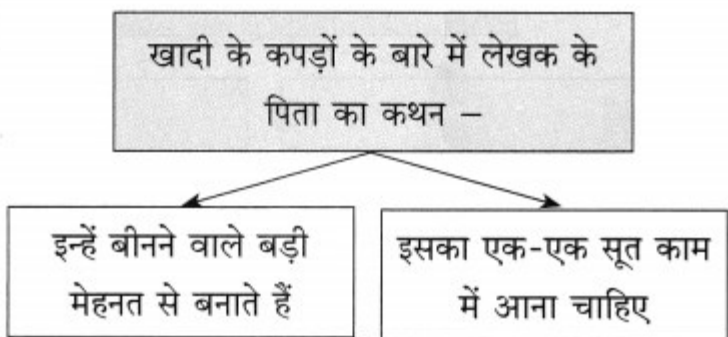 खादी के कपड़ों के बारे में लेखक के
पिता का कथन –
इन्हें बीनने वाले बड़ी
मेहनत से बनाते हैं
इसका एक-एक सूत काम
में आना चाहिए